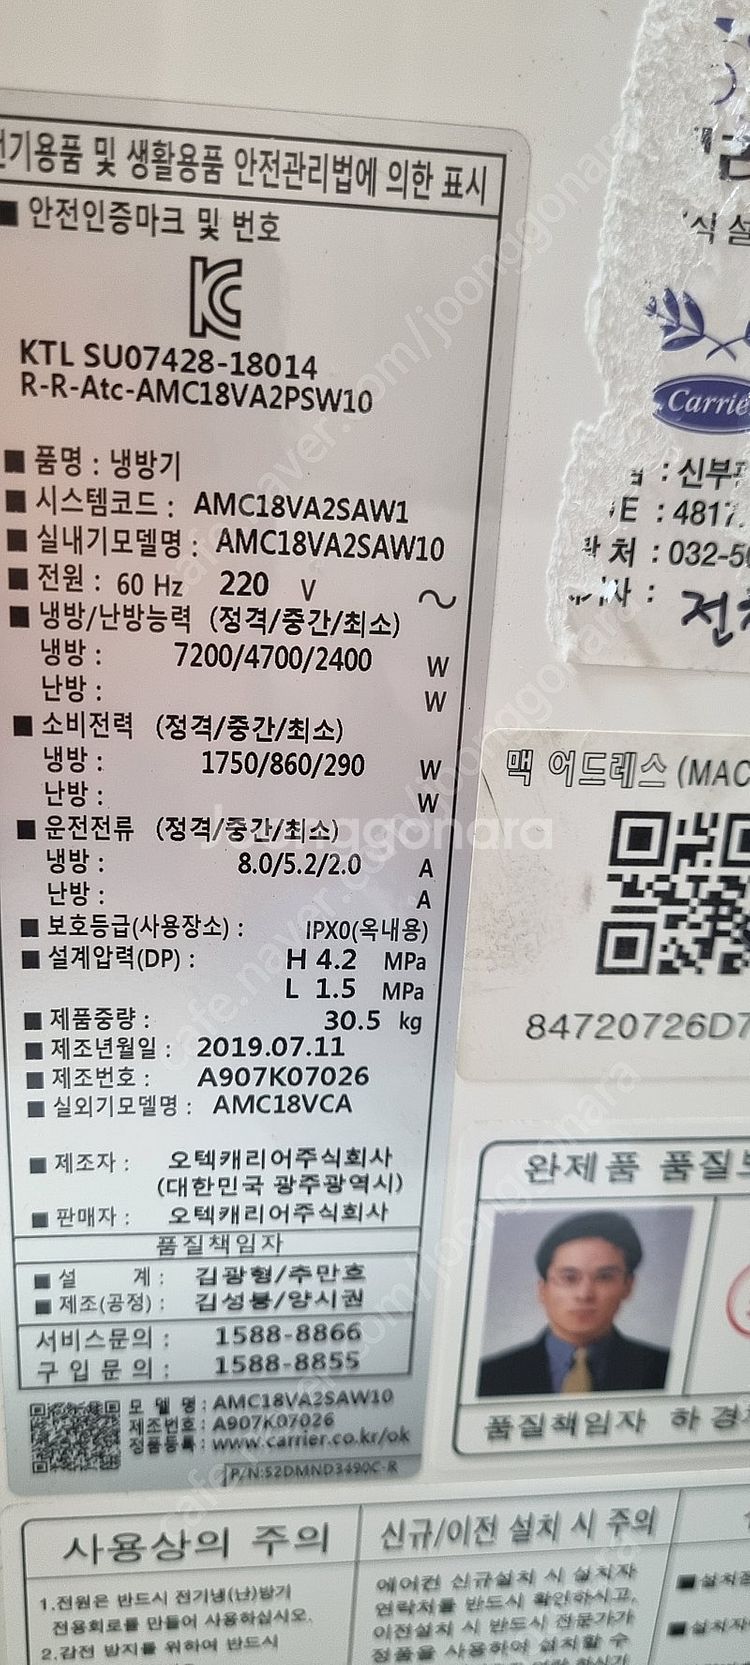 전기용품 및 생활용품 안전관리법에 의한 표시
■ 안전인증마크 및 번호
KTL SU07428-18014
R-R-Atc-AMC18VA2PSW10
■ 품명 : 냉방기
■ 시스템코드 : AMC18VA2SAW1
■ 실내기모델명 : AMC18VA2SAW10
■ 전원 : 60 Hz 220 V ~
■ 냉방/난방능력 (정격/중간/최소)
냉방 : 7200/4700/2400 W
난방 : W
■ 소비전력 (정격/중간/최소)
냉방 : 1750/860/290 W
난방 : W
■ 운전전류 (정격/중간/최소)
냉방 : 8.0/5.2/2.0 A
난방 : A
■ 보호등급(사용장소) : IPX0(옥내용)
■ 설계압력(DP) : H 4.2 MPa
L 1.5 MPa
■ 제품중량 : 30.5 kg
■ 제조년월일 : 2019.07.11
■ 제조번호 : A907K07026
■ 실외기모델명 : AMC18VCA
■ 제조자 : 오텍캐리어주식회사
(대한민국 광주광역시)
■ 판매자 : 오텍캐리어주식회사
품질책임자
■ 설 계 : 김광형/추만호
■ 제조(공정) : 김성봉/양시권
서비스문의 : 1588-8866
구입문의 : 1588-8855
모델명 : AMC18VA2SAW10
제조번호 : A907K07026
정품등록 : www.carrier.co.kr/ok
P/N:52DMND3490C-R
식 설
Carrie
: 신부
E : 4817
락처 : 032-50
맥 어드레스 (MAC
84720726D7
완제품 품질보
품질책임자 하 경
사용상의 주의
1.전원은 반드시 전기냉(난)방기
전용회로를 만들어 사용하십시오.
2.감전 방지를 위하여 반드시
신규/이전 설치 시 주의
에어컨 신규설치 시 설치자
연락처를 반드시 확인하시고,
이전설치 시 반드시 전문가가
정품을 사용하여 설치할 수
■ 설치
■ 설치자
joonggonara
cafe.naver.com/joonggonara